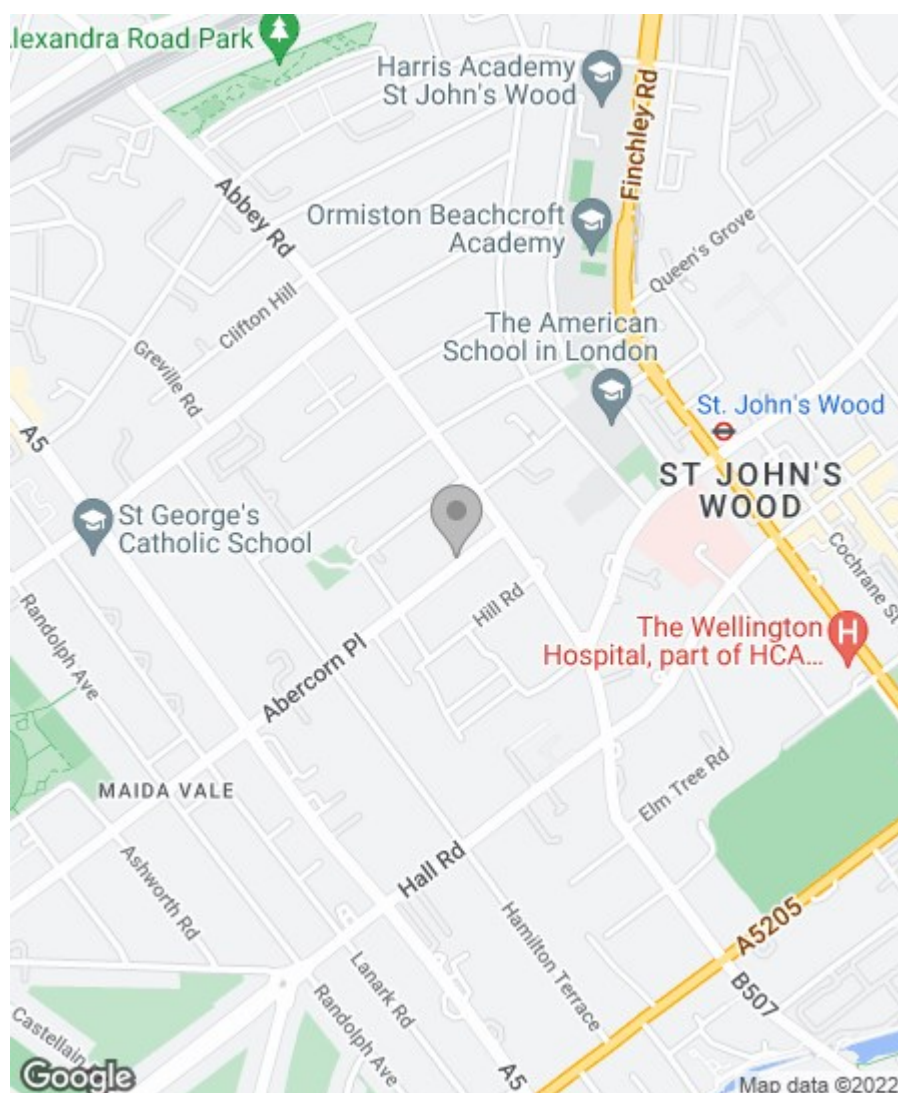 lexandra Road Park
Harris Academy
St John's Wood
Finchley Rd
Abbey Rd
Ormiston Beachcroft
Academy
Queen's Grove
Clifton Hill
The American
School in London
Greville Rd
St. John's Wood
A5
ST JOHN'S
WOOD
St George's
Catholic School
Cochrane St
Hill Rd
Randolph Ave
The Wellington
Hospital, part of HCA...
H
Abercorn Pl
MAIDA VALE
Elm Tree Rd
Ashworth Rd
Hall Rd
Hamilton Terrace
A5205
Lanark Rd
B507
Randolph Ave
Castellain
A5
Google
Map data ©2022